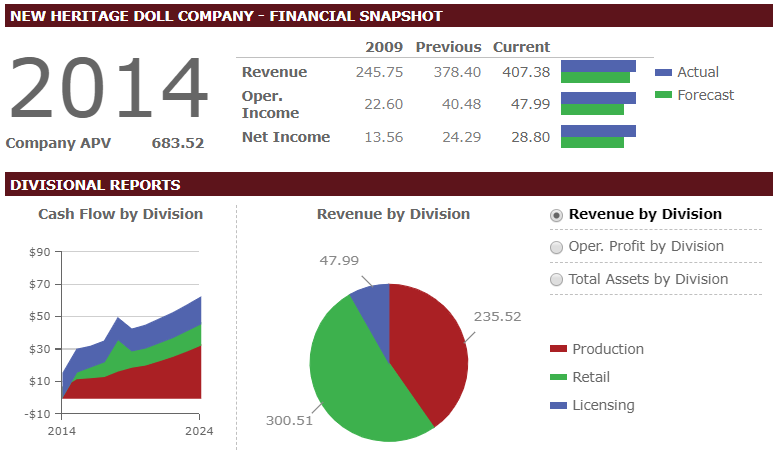 NEW HERITAGE DOLL COMPANY - FINANCIAL SNAPSHOT
2014
Company APV 683.52
2009 Previous Current
Revenue 245.75 378.40 407.38
Oper.
Income 22.60 40.48 47.99
Net Income 13.56 24.29 28.80
Actual
Forecast
DIVISIONAL REPORTS
Cash Flow by Division
$90
$70
$50
$30
$10
-$10
2014 2024
Revenue by Division
47.99
235.52
300.51
Revenue by Division
Oper. Profit by Division
Total Assets by Division
Production
Retail
Licensing